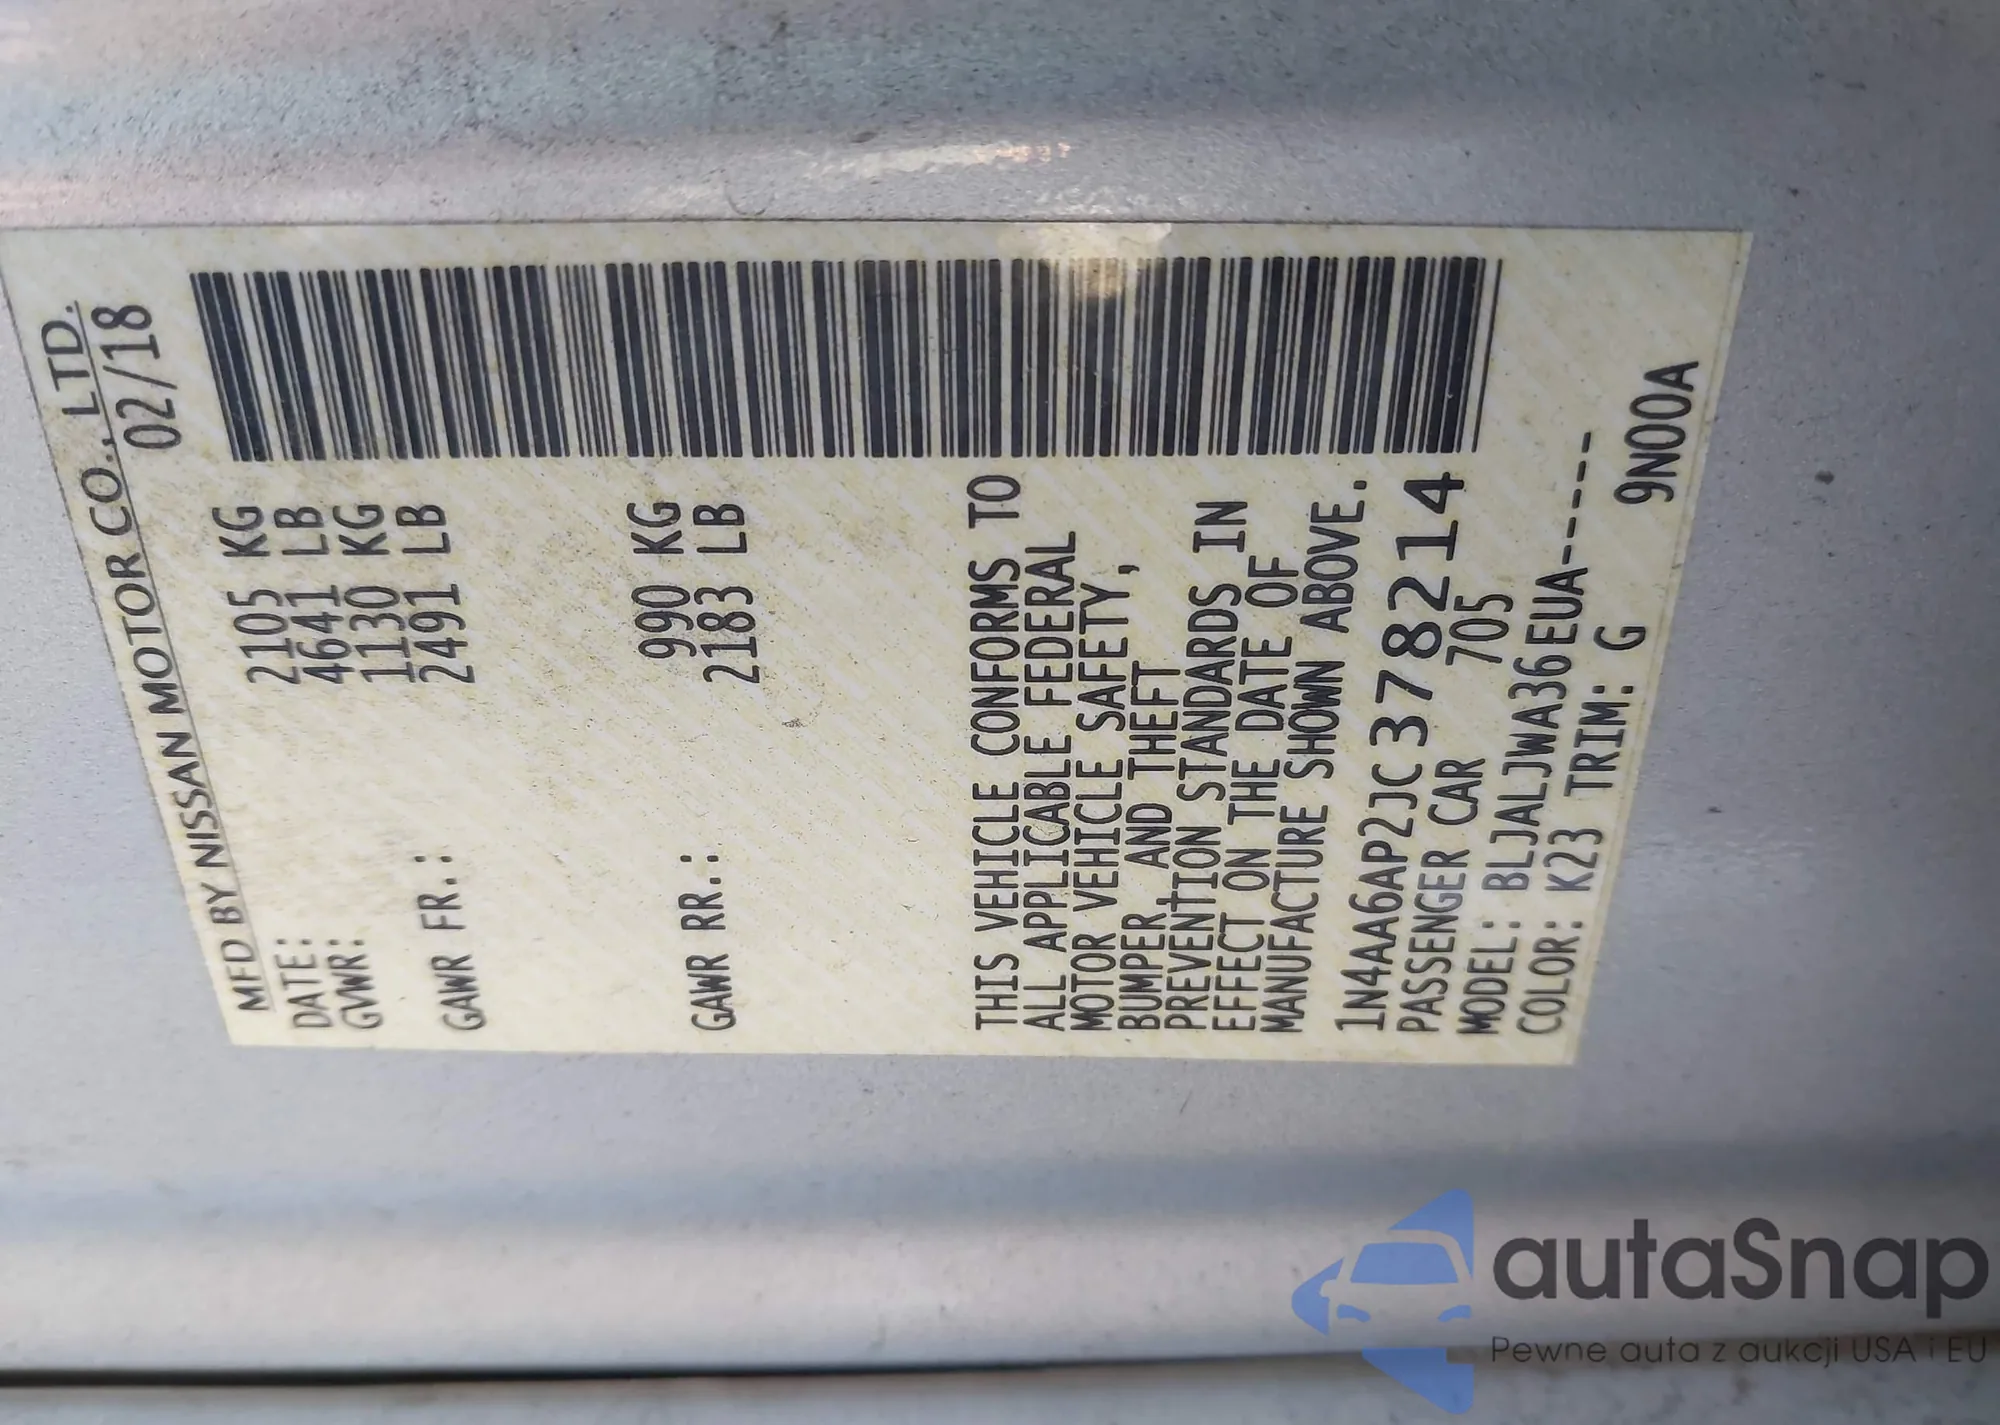 MFD BY NISSAN MOTOR CO., LTD.
DATE: 02/18
GVWR: 2105 KG
4641 LB
GAWR FR.: 1130 KG
2491 LB
GAWR RR.: 990 KG
2183 LB
THIS VEHICLE CONFORMS TO
ALL APPLICABLE FEDERAL
MOTOR VEHICLE SAFETY,
BUMPER, AND THEFT
PREVENTION STANDARDS IN
EFFECT ON THE DATE OF
MANUFACTURE SHOWN ABOVE.
1N4AA6AP2JC378214
PASSENGER CAR 705
MODEL: BLJALJWA36EUA-----
COLOR: K23 TRIM: G 9N00A
autaSnap
Pewne auta z aukcji USA i EU